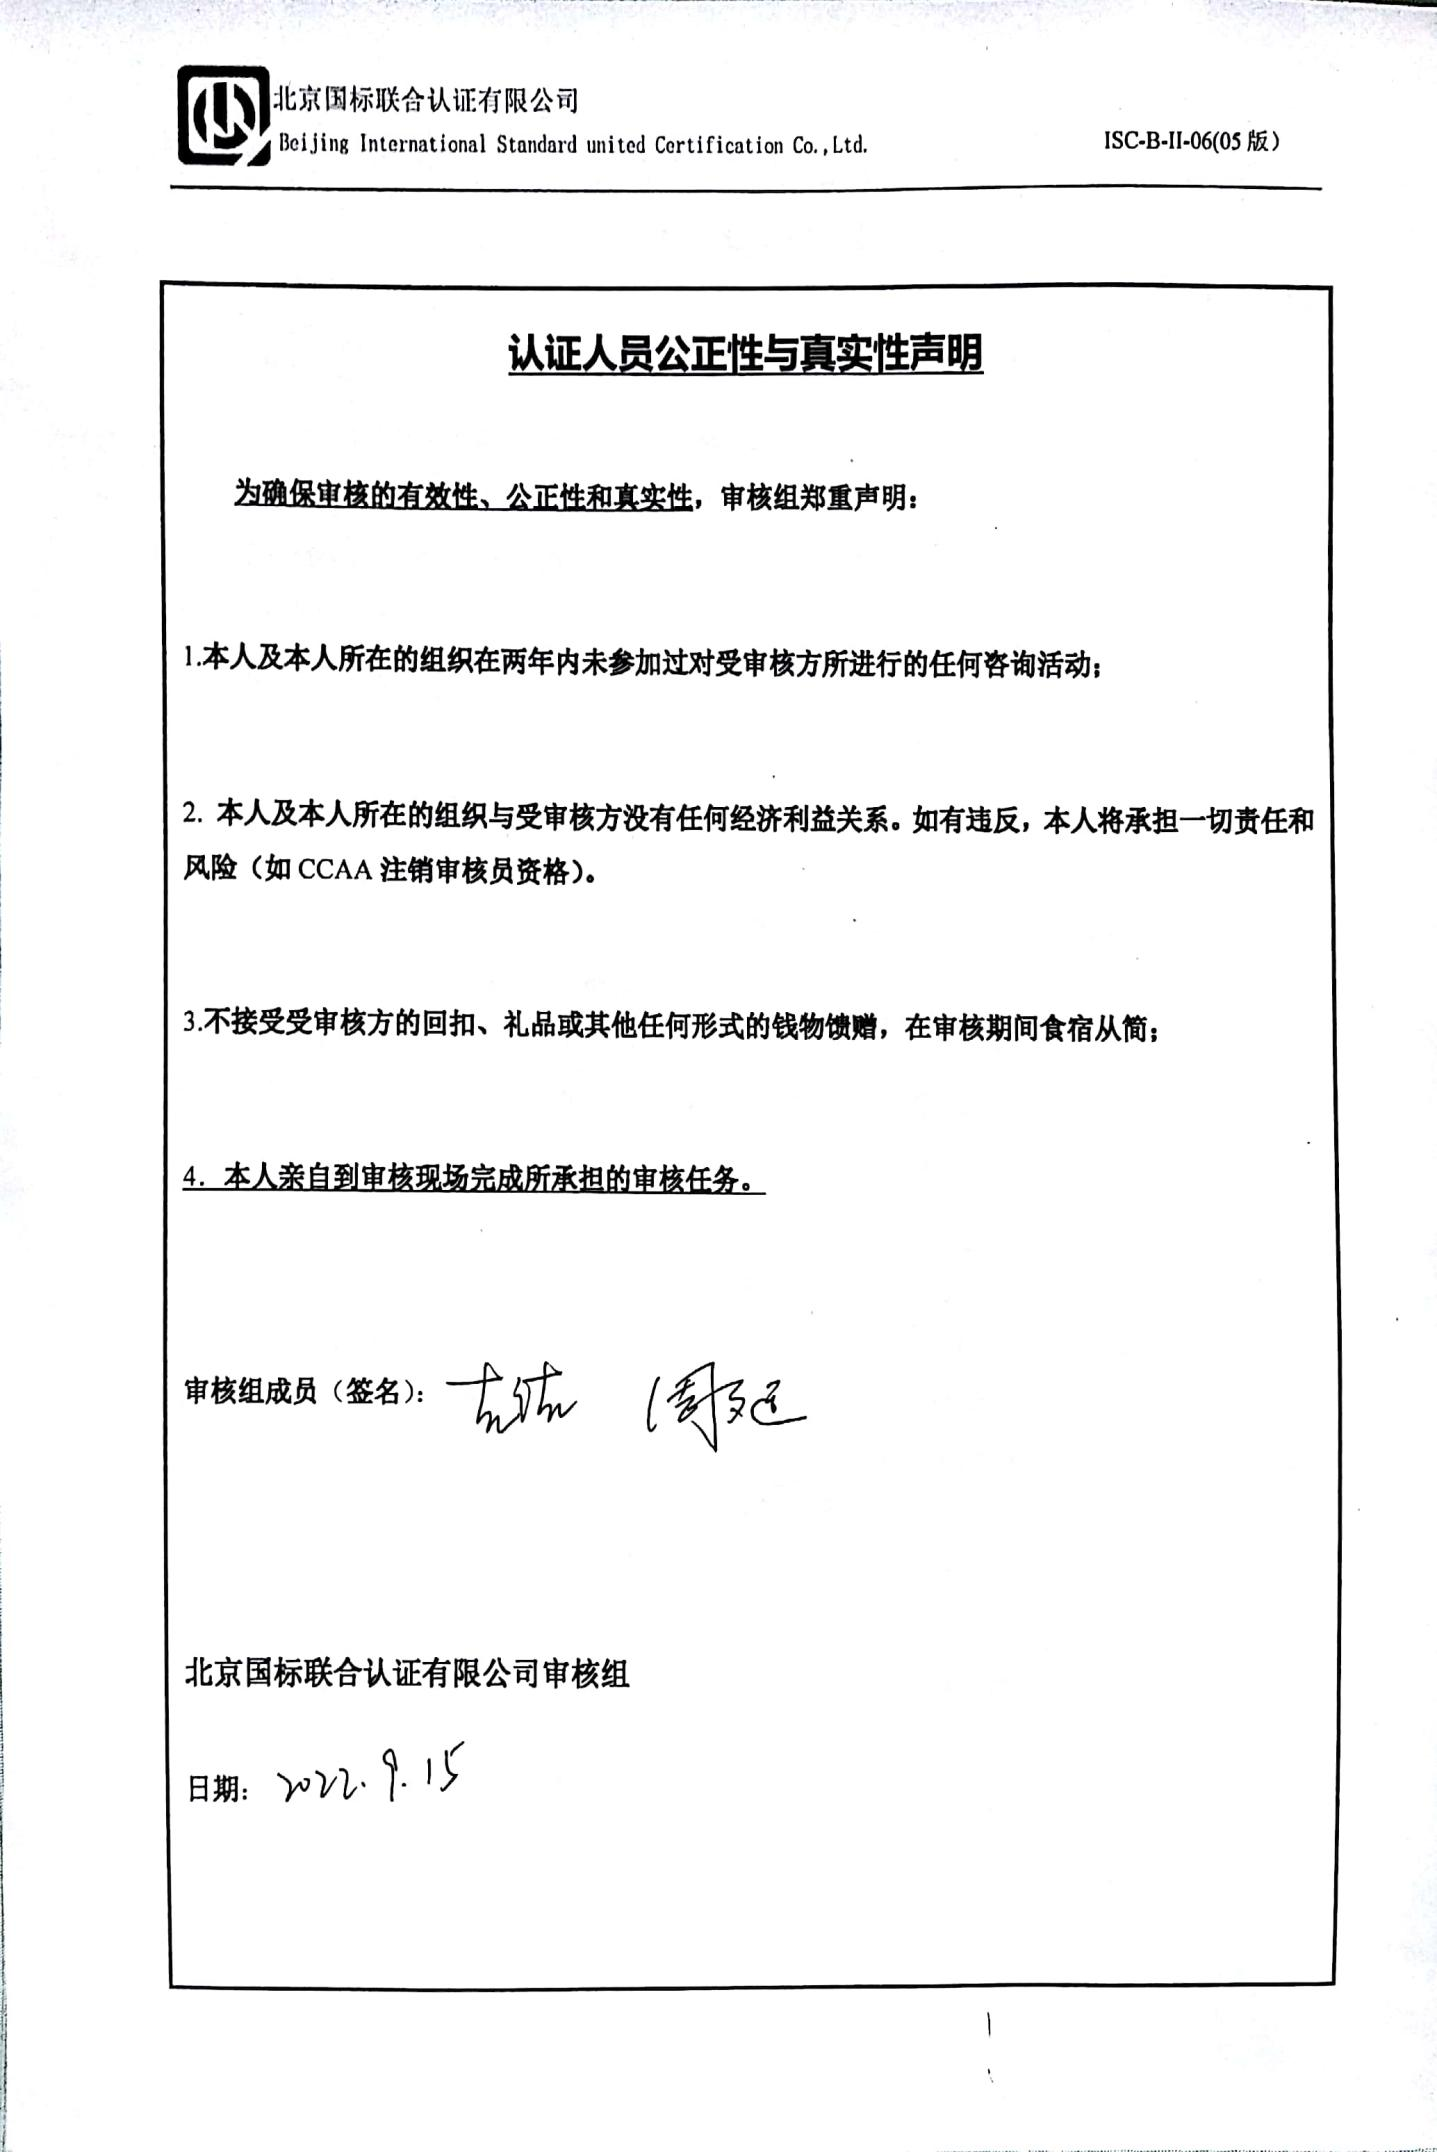 北京国标联合认证有限公司
Beijing International Standard united Certification Co.,Ltd.
ISC-B-II-06(05 版)
认证人员公正性与真实性声明
为确保审核的有效性、公正性和真实性，审核组郑重声明：
1.本人及本人所在的组织在两年内未参加过对受审核方所进行的任何咨询活动；
2. 本人及本人所在的组织与受审核方没有任何经济利益关系。如有违反，本人将承担一切责任和
风险（如 CCAA 注销审核员资格）。
3.不接受受审核方的回扣、礼品或其他任何形式的钱物馈赠，在审核期间食宿从简；
4. 本人亲自到审核现场完成所承担的审核任务。
审核组成员（签名）：
北京国标联合认证有限公司审核组
日期： 2022.9.15